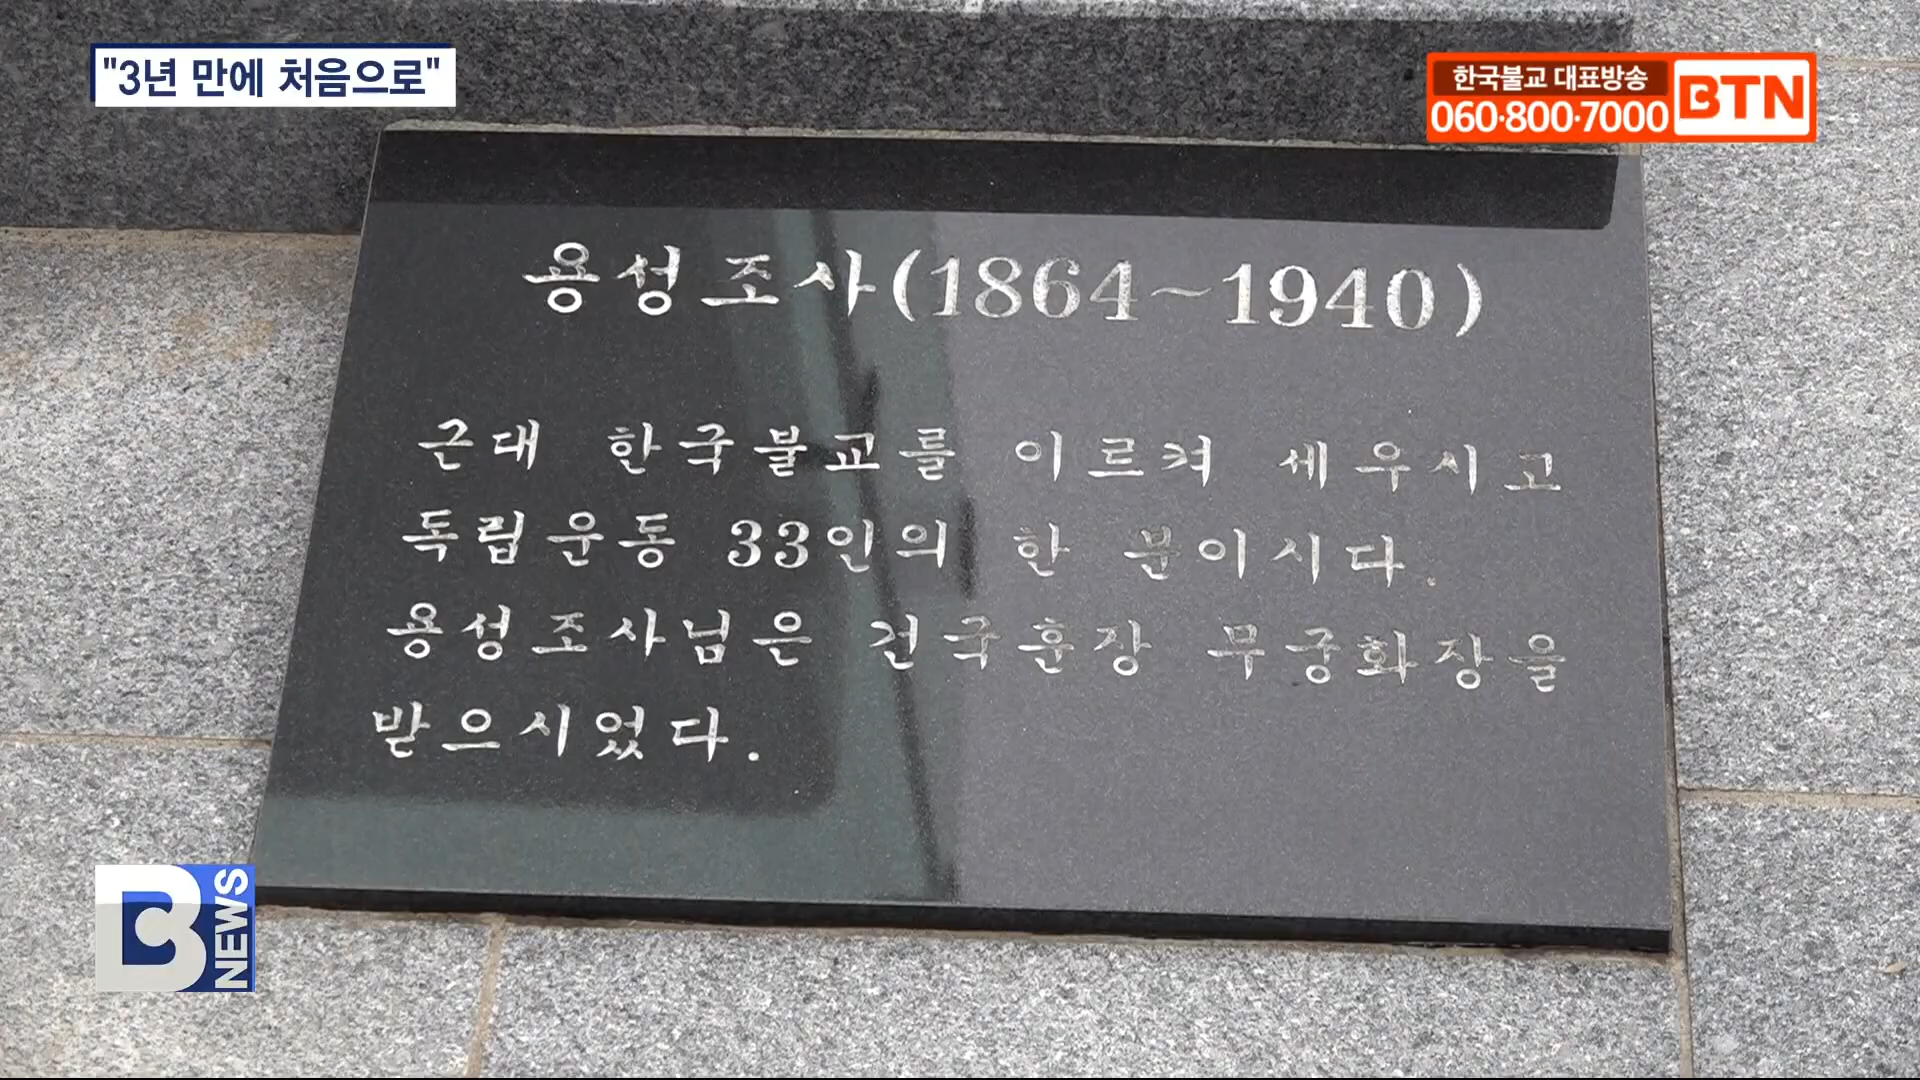 "3년 만에 처음으로"
한국불교 대표방송
060·800·7000
BTN
용성조사(1864~1940)
근대 한국불교를 이르켜 세우시고
독립운동 33인의 한 분이시다.
용성조사님은 건국훈장 무궁화장을
받으시었다.
B NEWS